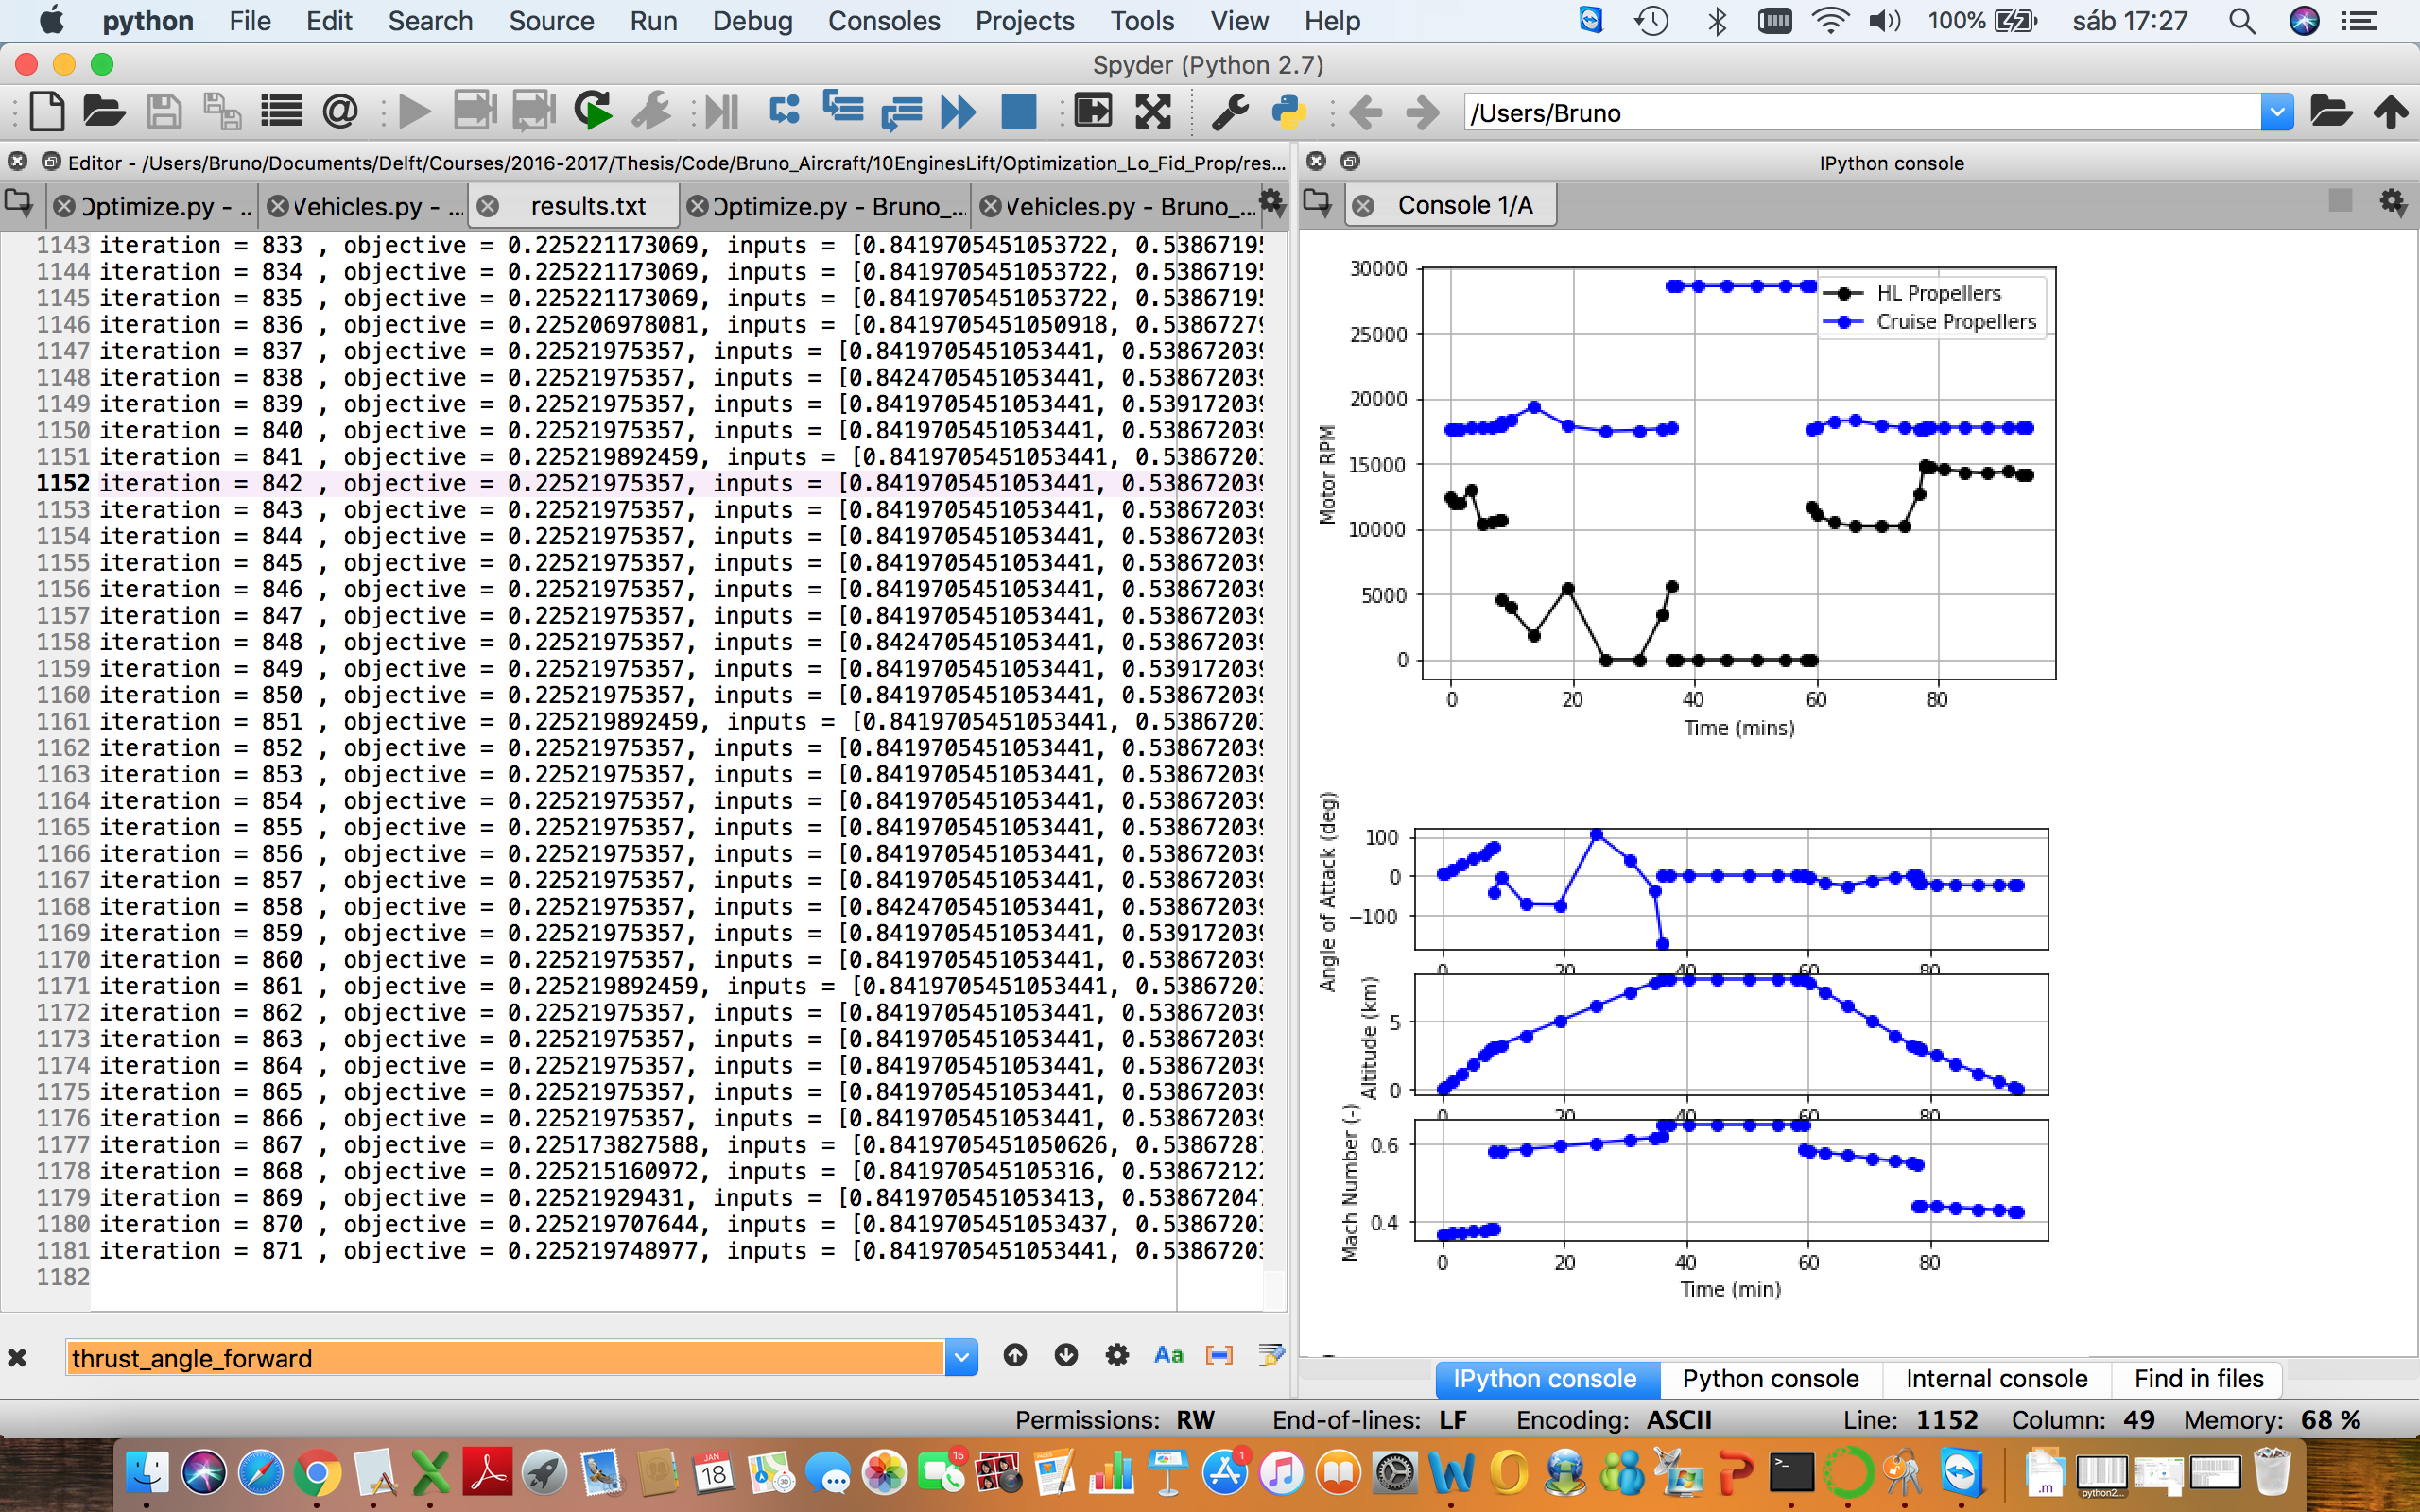 python File Edit Search Source Run Debug Consoles Projects Tools View Help 100% sáb 17:27
Spyder (Python 2.7)
@ /Users/Bruno
Editor - /Users/Bruno/Documents/Delft/Courses/2016-2017/Thesis/Code/Bruno_Aircraft/10EnginesLift/Optimization_Lo_Fid_Prop/res...
IPython console
Optimize.py - .. Vehicles.py - ... results.txt Optimize.py - Bruno_... Vehicles.py - Bruno_...
Console 1/A
1143 iteration = 833 , objective = 0.225221173069, inputs = [0.8419705451053722, 0.5386719
1144 iteration = 834 , objective = 0.225221173069, inputs = [0.8419705451053722, 0.5386719
1145 iteration = 835 , objective = 0.225221173069, inputs = [0.8419705451053722, 0.5386719
1146 iteration = 836 , objective = 0.225206978081, inputs = [0.8419705451050918, 0.5386727
1147 iteration = 837 , objective = 0.22521975357, inputs = [0.8419705451053441, 0.53867203
1148 iteration = 838 , objective = 0.22521975357, inputs = [0.8424705451053441, 0.53867203
1149 iteration = 839 , objective = 0.22521975357, inputs = [0.8419705451053441, 0.53917203
1150 iteration = 840 , objective = 0.22521975357, inputs = [0.8419705451053441, 0.53867203
1151 iteration = 841 , objective = 0.225219892459, inputs = [0.8419705451053441, 0.5386720
1152 iteration = 842 , objective = 0.22521975357, inputs = [0.8419705451053441, 0.53867203
1153 iteration = 843 , objective = 0.22521975357, inputs = [0.8419705451053441, 0.53867203
1154 iteration = 844 , objective = 0.22521975357, inputs = [0.8419705451053441, 0.53867203
1155 iteration = 845 , objective = 0.22521975357, inputs = [0.8419705451053441, 0.53867203
1156 iteration = 846 , objective = 0.22521975357, inputs = [0.8419705451053441, 0.53867203
1157 iteration = 847 , objective = 0.22521975357, inputs = [0.8419705451053441, 0.53867203
1158 iteration = 848 , objective = 0.22521975357, inputs = [0.8424705451053441, 0.53867203
1159 iteration = 849 , objective = 0.22521975357, inputs = [0.8419705451053441, 0.53917203
1160 iteration = 850 , objective = 0.22521975357, inputs = [0.8419705451053441, 0.53867203
1161 iteration = 851 , objective = 0.225219892459, inputs = [0.8419705451053441, 0.5386720
1162 iteration = 852 , objective = 0.22521975357, inputs = [0.8419705451053441, 0.53867203
1163 iteration = 853 , objective = 0.22521975357, inputs = [0.8419705451053441, 0.53867203
1164 iteration = 854 , objective = 0.22521975357, inputs = [0.8419705451053441, 0.53867203
1165 iteration = 855 , objective = 0.22521975357, inputs = [0.8419705451053441, 0.53867203
1166 iteration = 856 , objective = 0.22521975357, inputs = [0.8419705451053441, 0.53867203
1167 iteration = 857 , objective = 0.22521975357, inputs = [0.8419705451053441, 0.53867203
1168 iteration = 858 , objective = 0.22521975357, inputs = [0.8424705451053441, 0.53867203
1169 iteration = 859 , objective = 0.22521975357, inputs = [0.8419705451053441, 0.53917203
1170 iteration = 860 , objective = 0.22521975357, inputs = [0.8419705451053441, 0.53867203
1171 iteration = 861 , objective = 0.225219892459, inputs = [0.8419705451053441, 0.5386720
1172 iteration = 862 , objective = 0.22521975357, inputs = [0.8419705451053441, 0.53867203
1173 iteration = 863 , objective = 0.22521975357, inputs = [0.8419705451053441, 0.53867203
1174 iteration = 864 , objective = 0.22521975357, inputs = [0.8419705451053441, 0.53867203
1175 iteration = 865 , objective = 0.22521975357, inputs = [0.8419705451053441, 0.53867203
1176 iteration = 866 , objective = 0.22521975357, inputs = [0.8419705451053441, 0.53867203
1177 iteration = 867 , objective = 0.225173827588, inputs = [0.8419705451050626, 0.5386728
1178 iteration = 868 , objective = 0.225215160972, inputs = [0.841970545105316, 0.53867212
1179 iteration = 869 , objective = 0.22521929431, inputs = [0.8419705451053413, 0.53867204
1180 iteration = 870 , objective = 0.225219707644, inputs = [0.8419705451053437, 0.5386720
1181 iteration = 871 , objective = 0.225219748977, inputs = [0.8419705451053441, 0.5386720
1182
30000
25000
20000
15000
10000
5000
0
Motor RPM
HL Propellers
Cruise Propellers
0 20 40 60 80
Time (mins)
Angle of Attack (deg)
100
0
−100
0 20 40 60 80
Altitude (km)
5
0
0 20 40 60 80
Mach Number (-)
0.6
0.4
0 20 40 60 80
Time (min)
thrust_angle_forward
Aa
IPython console Python console Internal console Find in files
Permissions: RW End-of-lines: LF Encoding: ASCII Line: 1152 Column: 49 Memory: 68 %
JAN
18
15
1
.m
python2...